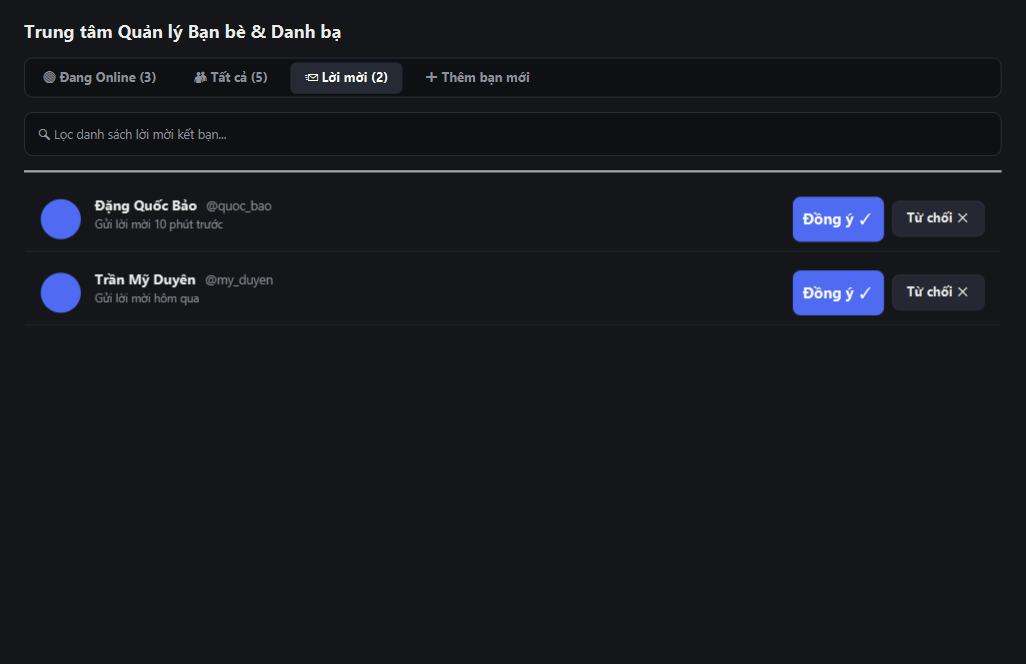 Trung tâm Quản lý Bạn bè & Danh bạ
Đang Online (3) Tất cả (5) Lời mời (2) + Thêm bạn mới
Lọc danh sách lời mời kết bạn...
Đặng Quốc Bảo @quoc_bao
Gửi lời mời 10 phút trước
Đồng ý ✓ Từ chối ✕
Trần Mỹ Duyên @my_duyen
Gửi lời mời hôm qua
Đồng ý ✓ Từ chối ✕